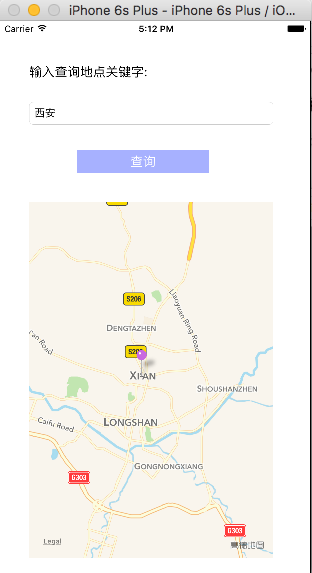 iPhone 6s Plus - iPhone 6s Plus / iO...
Carrier 5:12 PM
输入查询地点关键字:
西安
查询
S206
Lianyuan Ring Road
DENGTAZHEN
XI'AN
SHOUSHANZHEN
Caifu Road
LONGSHAN
GONGNONGXIANG
G303
G303
Legal
高德地图